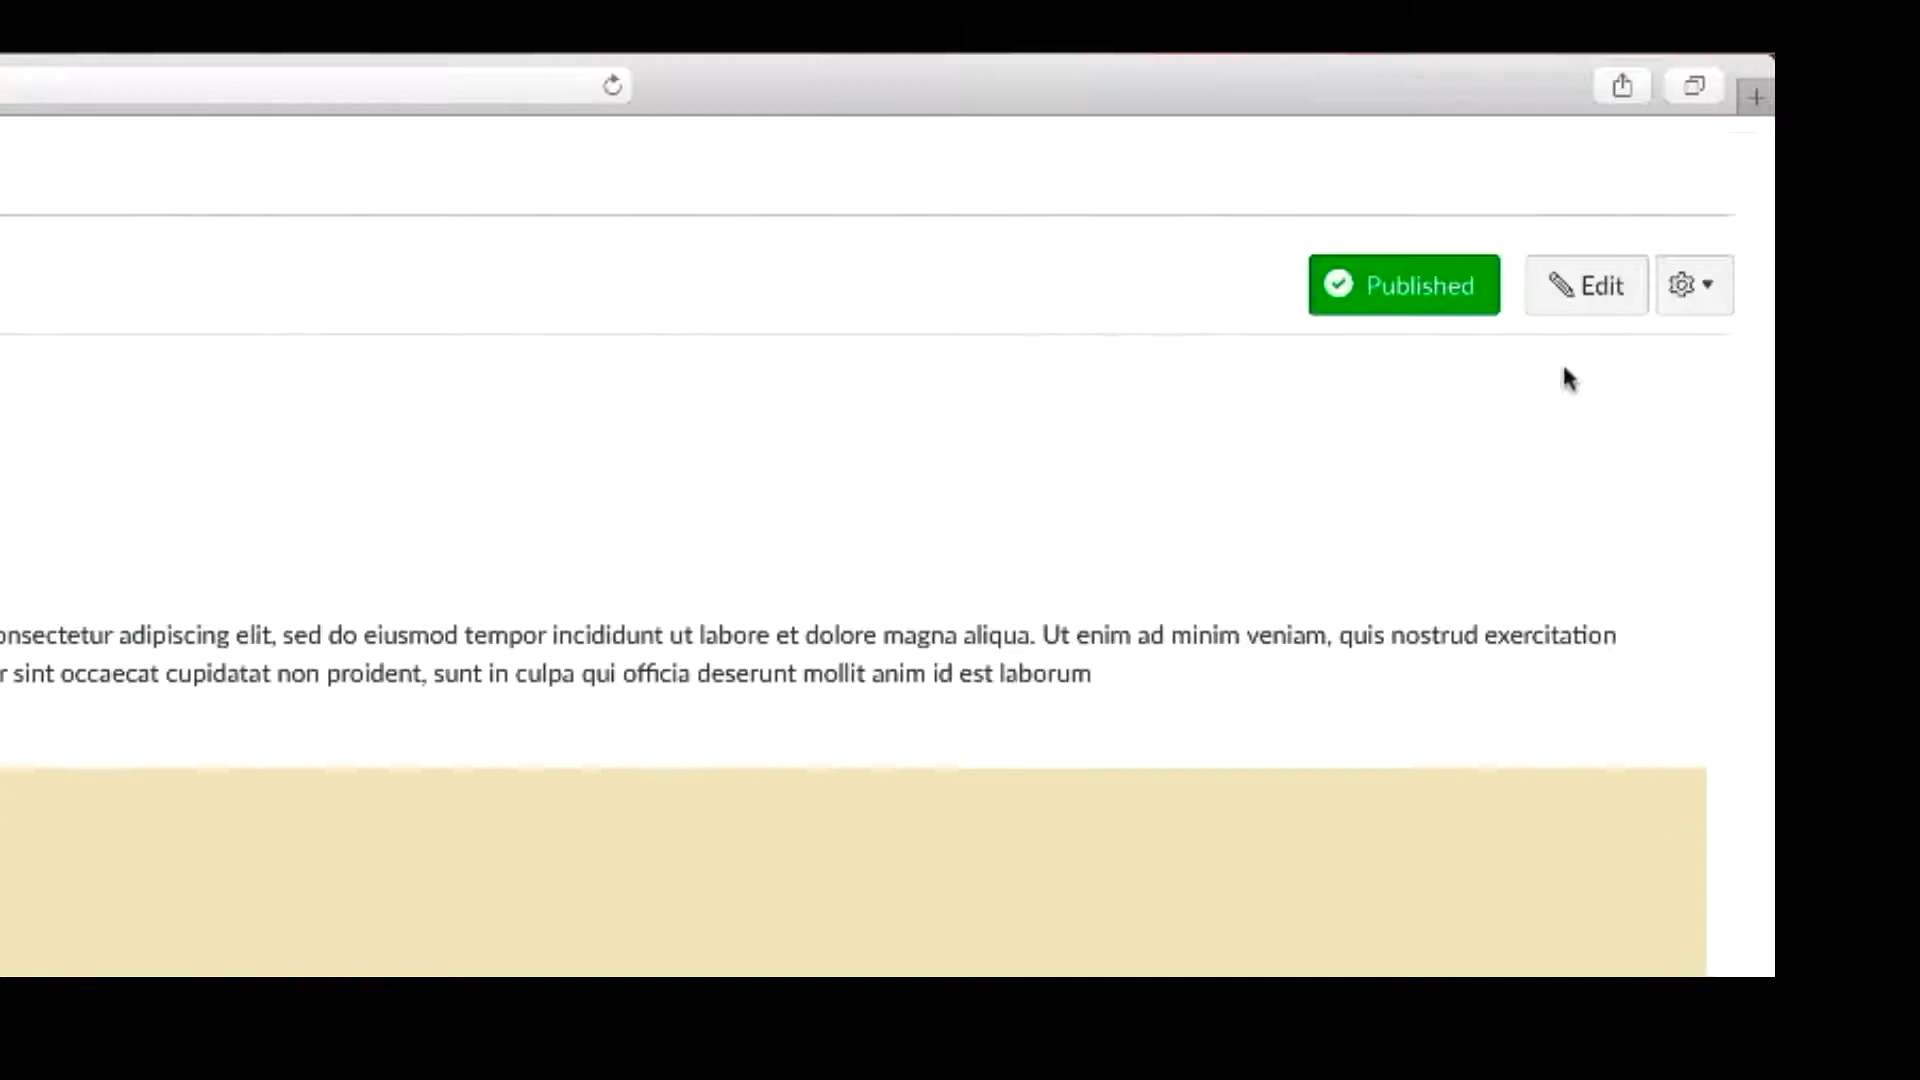 Published
Edit
onsectetur adipiscing elit, sed do eiusmod tempor incididunt ut labore et dolore magna aliqua. Ut enim ad minim veniam, quis nostrud exercitation
r sint occaecat cupidatat non proident, sunt in culpa qui officia deserunt mollit anim id est laborum